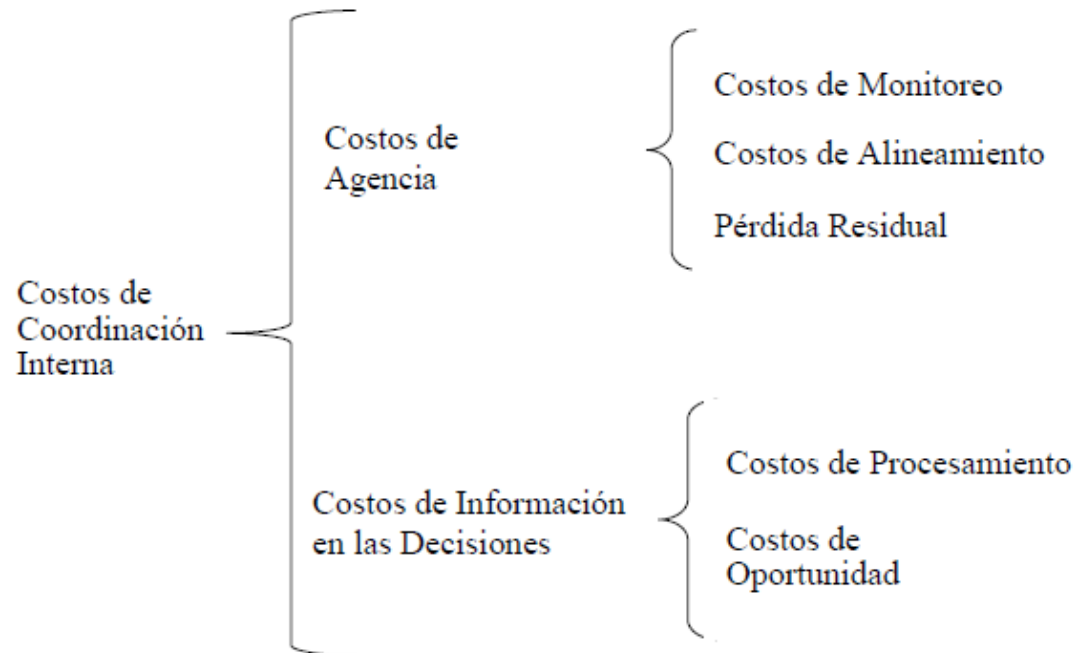 Costos de
Coordinación
Interna
Costos de
Agencia
Costos de Monitoreo
Costos de Alineamiento
Pérdida Residual
Costos de Información
en las Decisiones
Costos de Procesamiento
Costos de
Oportunidad